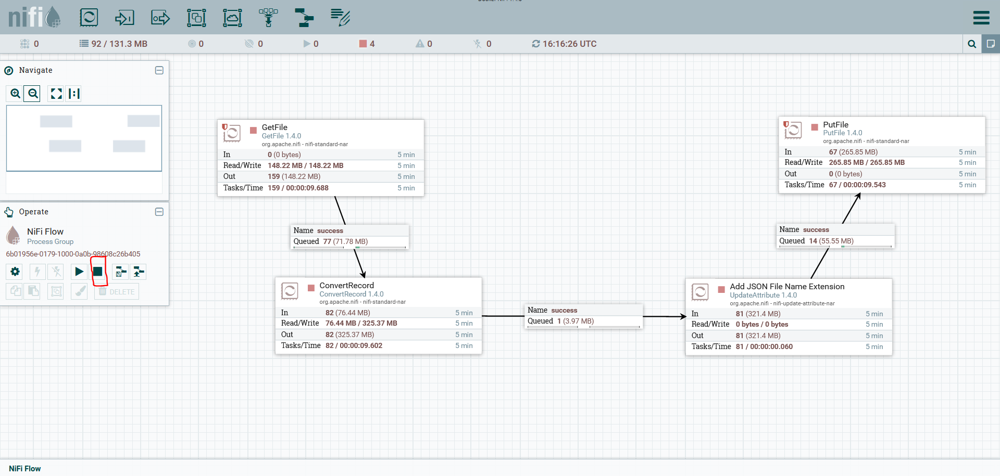 nifi
0
92 / 131.3 MB
0
0
0
4
0
0
16:16:26 UTC
Navigate
Operate
NiFi Flow
Process Group
6b01956e-0179-1000-0a0b-98608c26b405
DELETE
GetFile
GetFile 1.4.0
org.apache.nifi - nifi-standard-nar
In 0 (0 bytes) 5 min
Read/Write 148.22 MB / 148.22 MB 5 min
Out 159 (148.22 MB) 5 min
Tasks/Time 159 / 00:00:09.688 5 min
Name success
Queued 77 (71.78 MB)
ConvertRecord
ConvertRecord 1.4.0
org.apache.nifi - nifi-standard-nar
In 82 (76.44 MB) 5 min
Read/Write 76.44 MB / 325.37 MB 5 min
Out 82 (325.37 MB) 5 min
Tasks/Time 82 / 00:00:09.602 5 min
Name success
Queued 1 (3.97 MB)
Add JSON File Name Extension
UpdateAttribute 1.4.0
org.apache.nifi - nifi-update-attribute-nar
In 81 (321.4 MB) 5 min
Read/Write 0 bytes / 0 bytes 5 min
Out 81 (321.4 MB) 5 min
Tasks/Time 81 / 00:00:00.060 5 min
Name success
Queued 14 (55.55 MB)
PutFile
PutFile 1.4.0
org.apache.nifi - nifi-standard-nar
In 67 (265.85 MB) 5 min
Read/Write 265.85 MB / 265.85 MB 5 min
Out 0 (0 bytes) 5 min
Tasks/Time 67 / 00:00:09.543 5 min
NiFi Flow